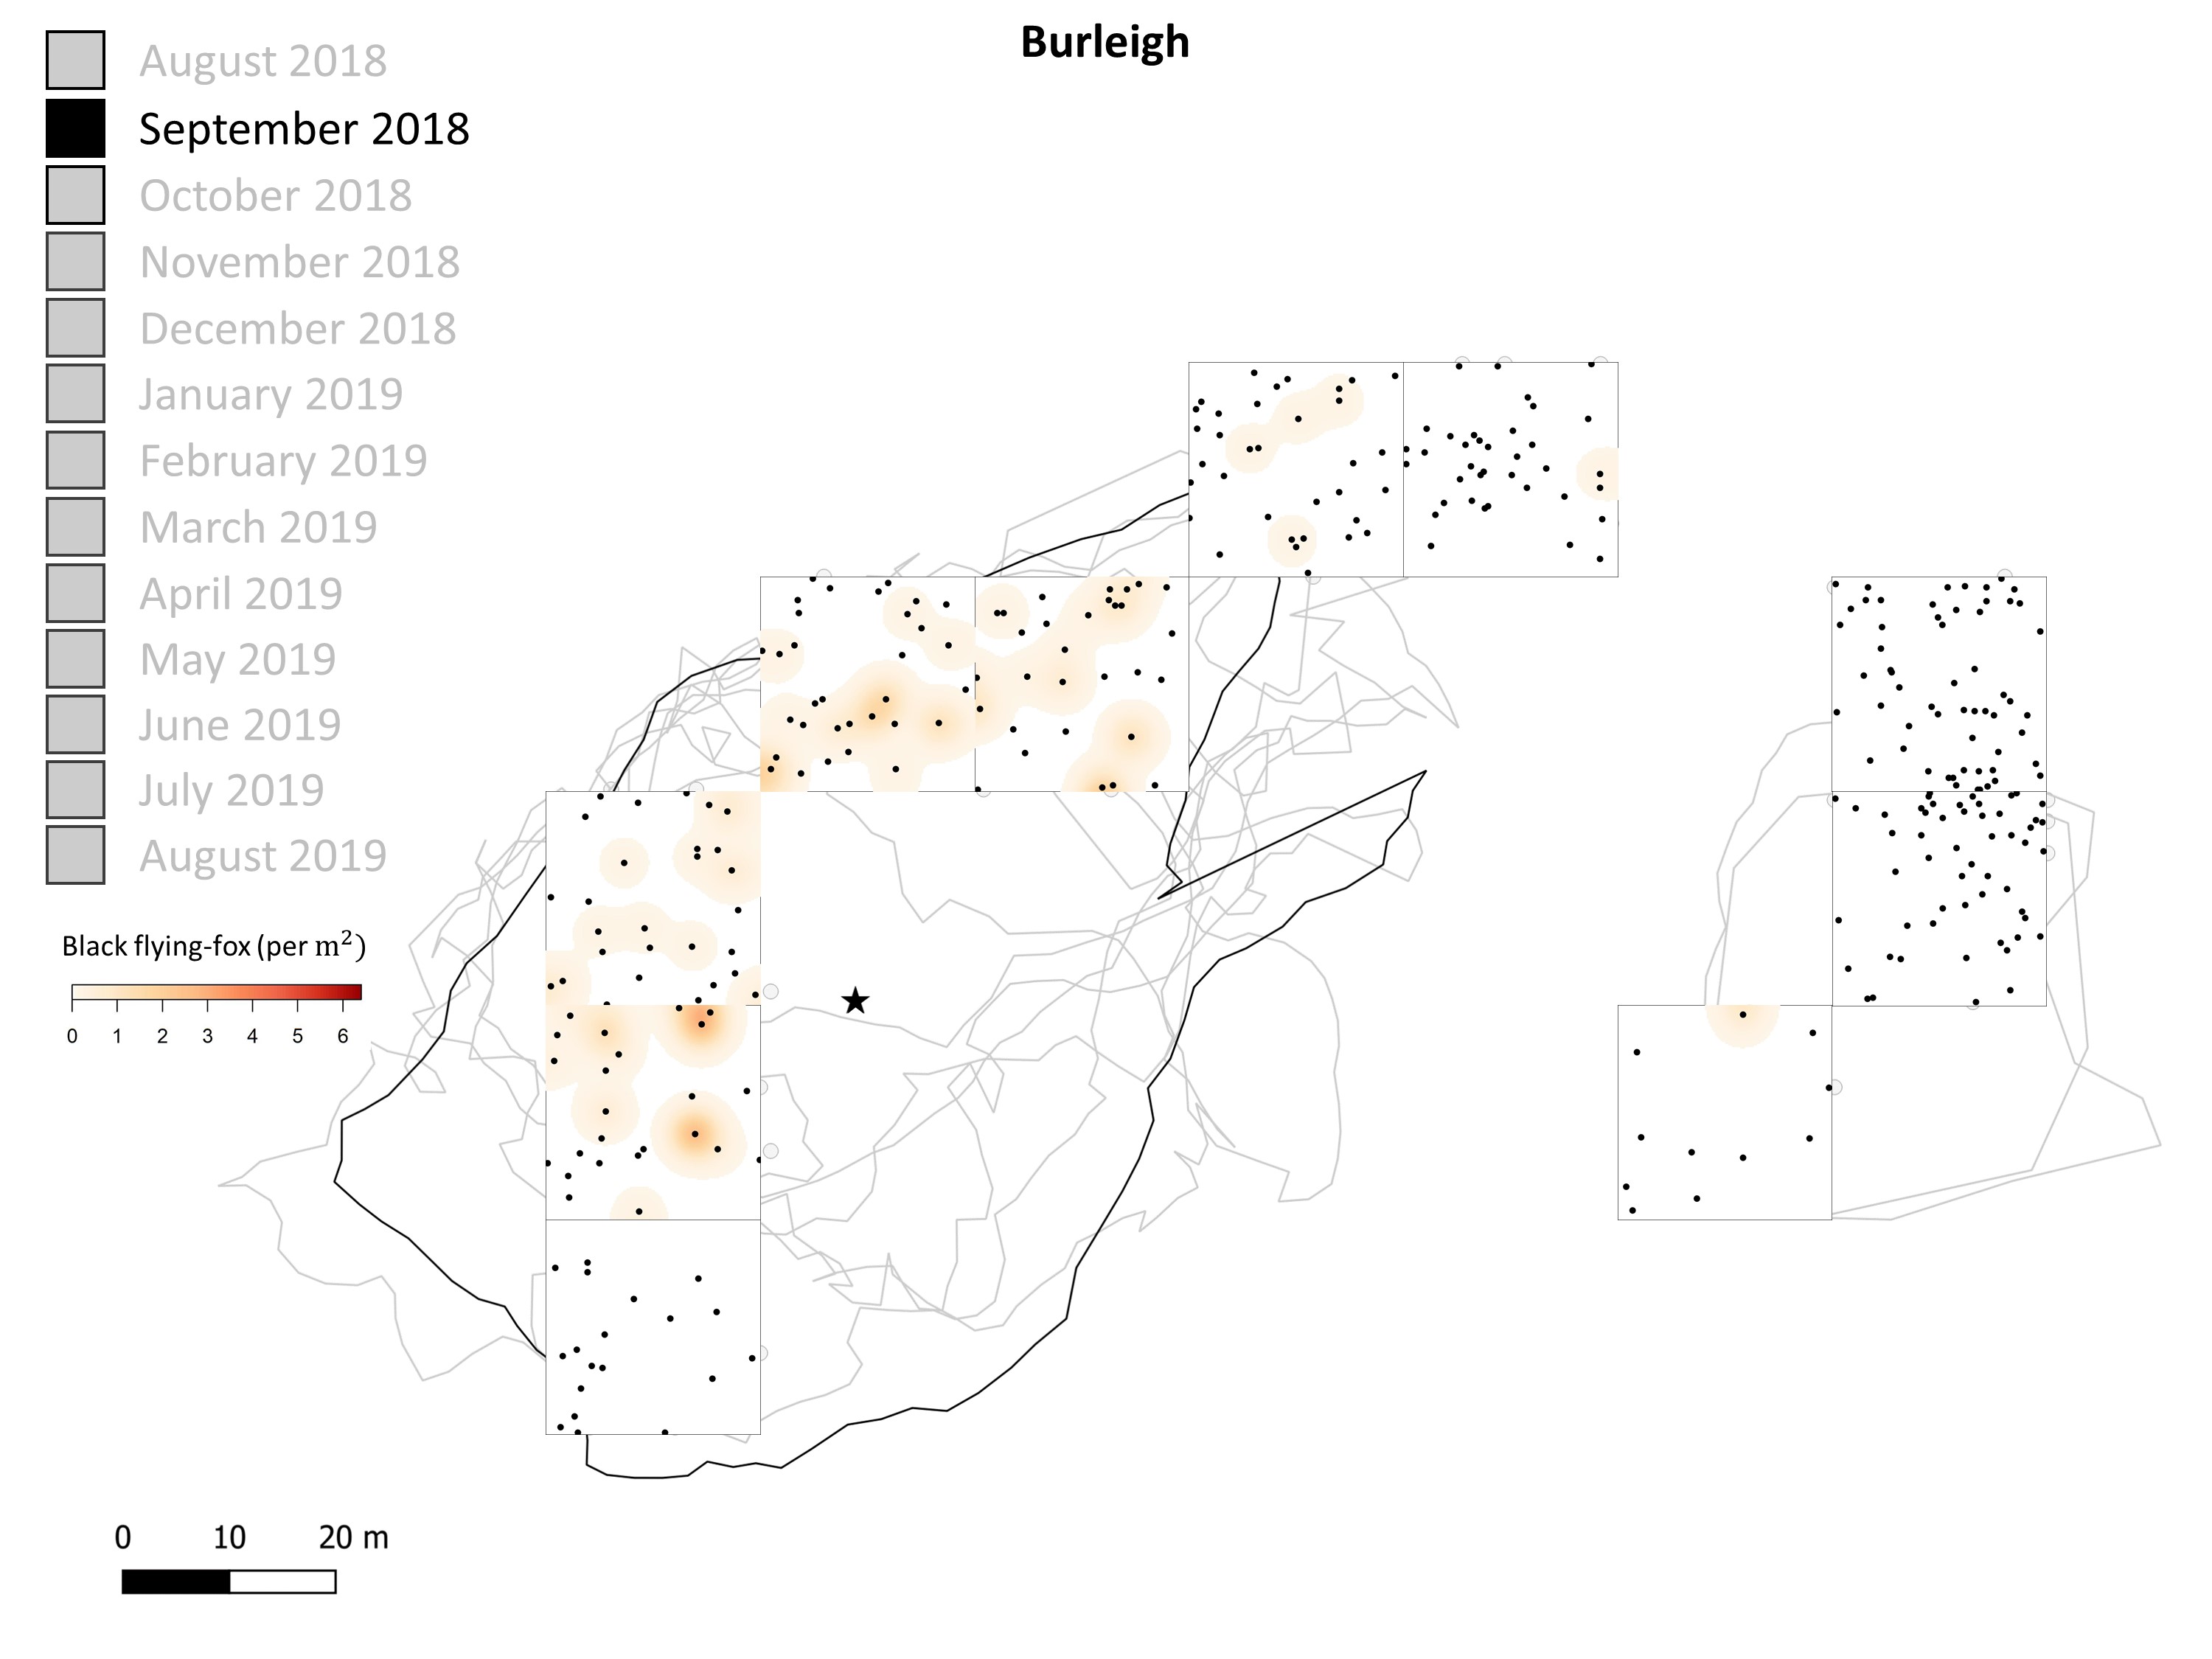 Burleigh
August 2018
September 2018
October 2018
November 2018
December 2018
January 2019
February 2019
March 2019
April 2019
May 2019
June 2019
July 2019
August 2019
Black flying-fox (per m²)
0 1 2 3 4 5 6
0 10 20 m